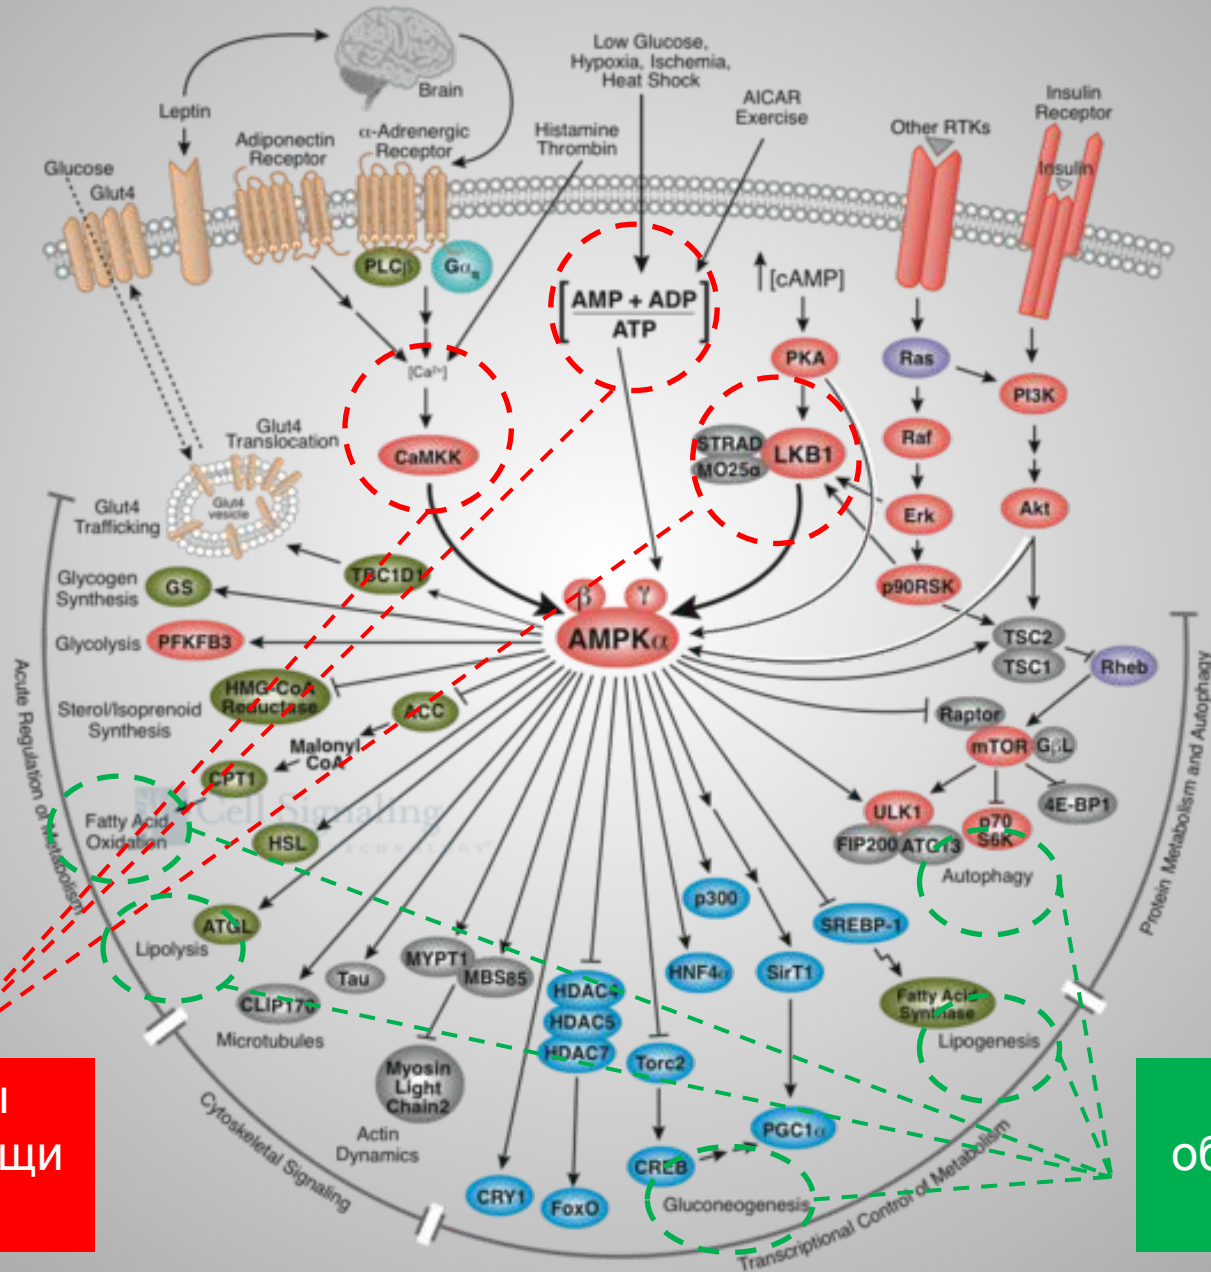 Low Glucose,
Hypoxia, Ischemia,
Heat Shock
Brain
Leptin
AICAR
Exercise
Insulin
Receptor
Adiponectin
Receptor
α-Adrenergic
Receptor
Histamine
Thrombin
Other RTKs
Insulin
Glucose
Glut4
PLCβ
Gαq
[AMP + ADP
ATP]
[cAMP]
[Ca²⁺]
PKA
Ras
PI3K
Glut4
Translocation
CaMKK
STRAD
LKB1
MO25α
Raf
Glut4
vesicle
Glut4
Trafficking
Erk
Akt
Glycogen
Synthesis
GS
TBC1D1
β
γ
AMPKα
p90RSK
Glycolysis
PFKFB3
TSC2
TSC1
Rheb
HMG-CoA
Reductase
Sterol/Isoprenoid
Synthesis
ACC
Raptor
mTOR
GβL
Malonyl
CoA
CPT1
Fatty Acid
Oxidation
Cell Signaling
TECHNOLOGY®
HSL
ULK1
FIP200
ATG13
p70
S6K
4E-BP1
Autophagy
ATGL
Lipolysis
p300
SREBP-1
MYPT1
MBS85
Tau
CLIP170
Microtubules
HDAC4
HDAC5
HDAC7
HNF4α
SirT1
Fatty Acid
Synthase
Lipogenesis
Myosin
Light
Chain2
Actin
Dynamics
Torc2
PGC1α
CREB
CRY1
FoxO
Gluconeogenesis
Acute Regulation of Metabolism
Cytoskeletal Signaling
Transcriptional Control of Metabolism
Protein Metabolism and Autophagy
ы
щи
об